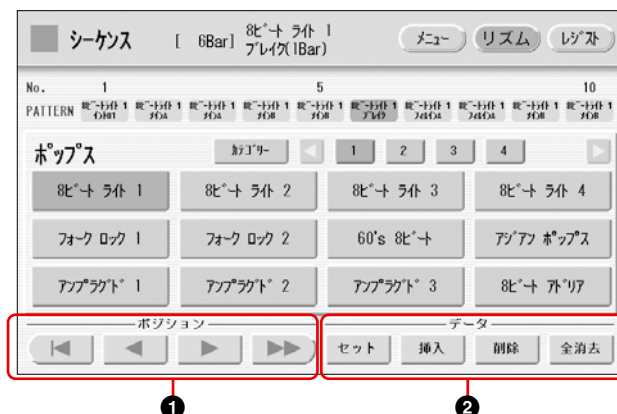 シーケンス [ 6Bar] 8ビート ライト 1 ブレイク(1Bar) メニュー リズム レジスト
No. 1 5 10
PATTERN
ポップス カテゴリー 1 2 3 4
8ビート ライト 1 8ビート ライト 2 8ビート ライト 3 8ビート ライト 4
フォーク ロック 1 フォーク ロック 2 60's 8ビート アジアン ポップス
アンプラグド 1 アンプラグド 2 アンプラグド 3 8ビート アドリア
ポジション データ
セット 挿入 削除 全消去
❶ ❷